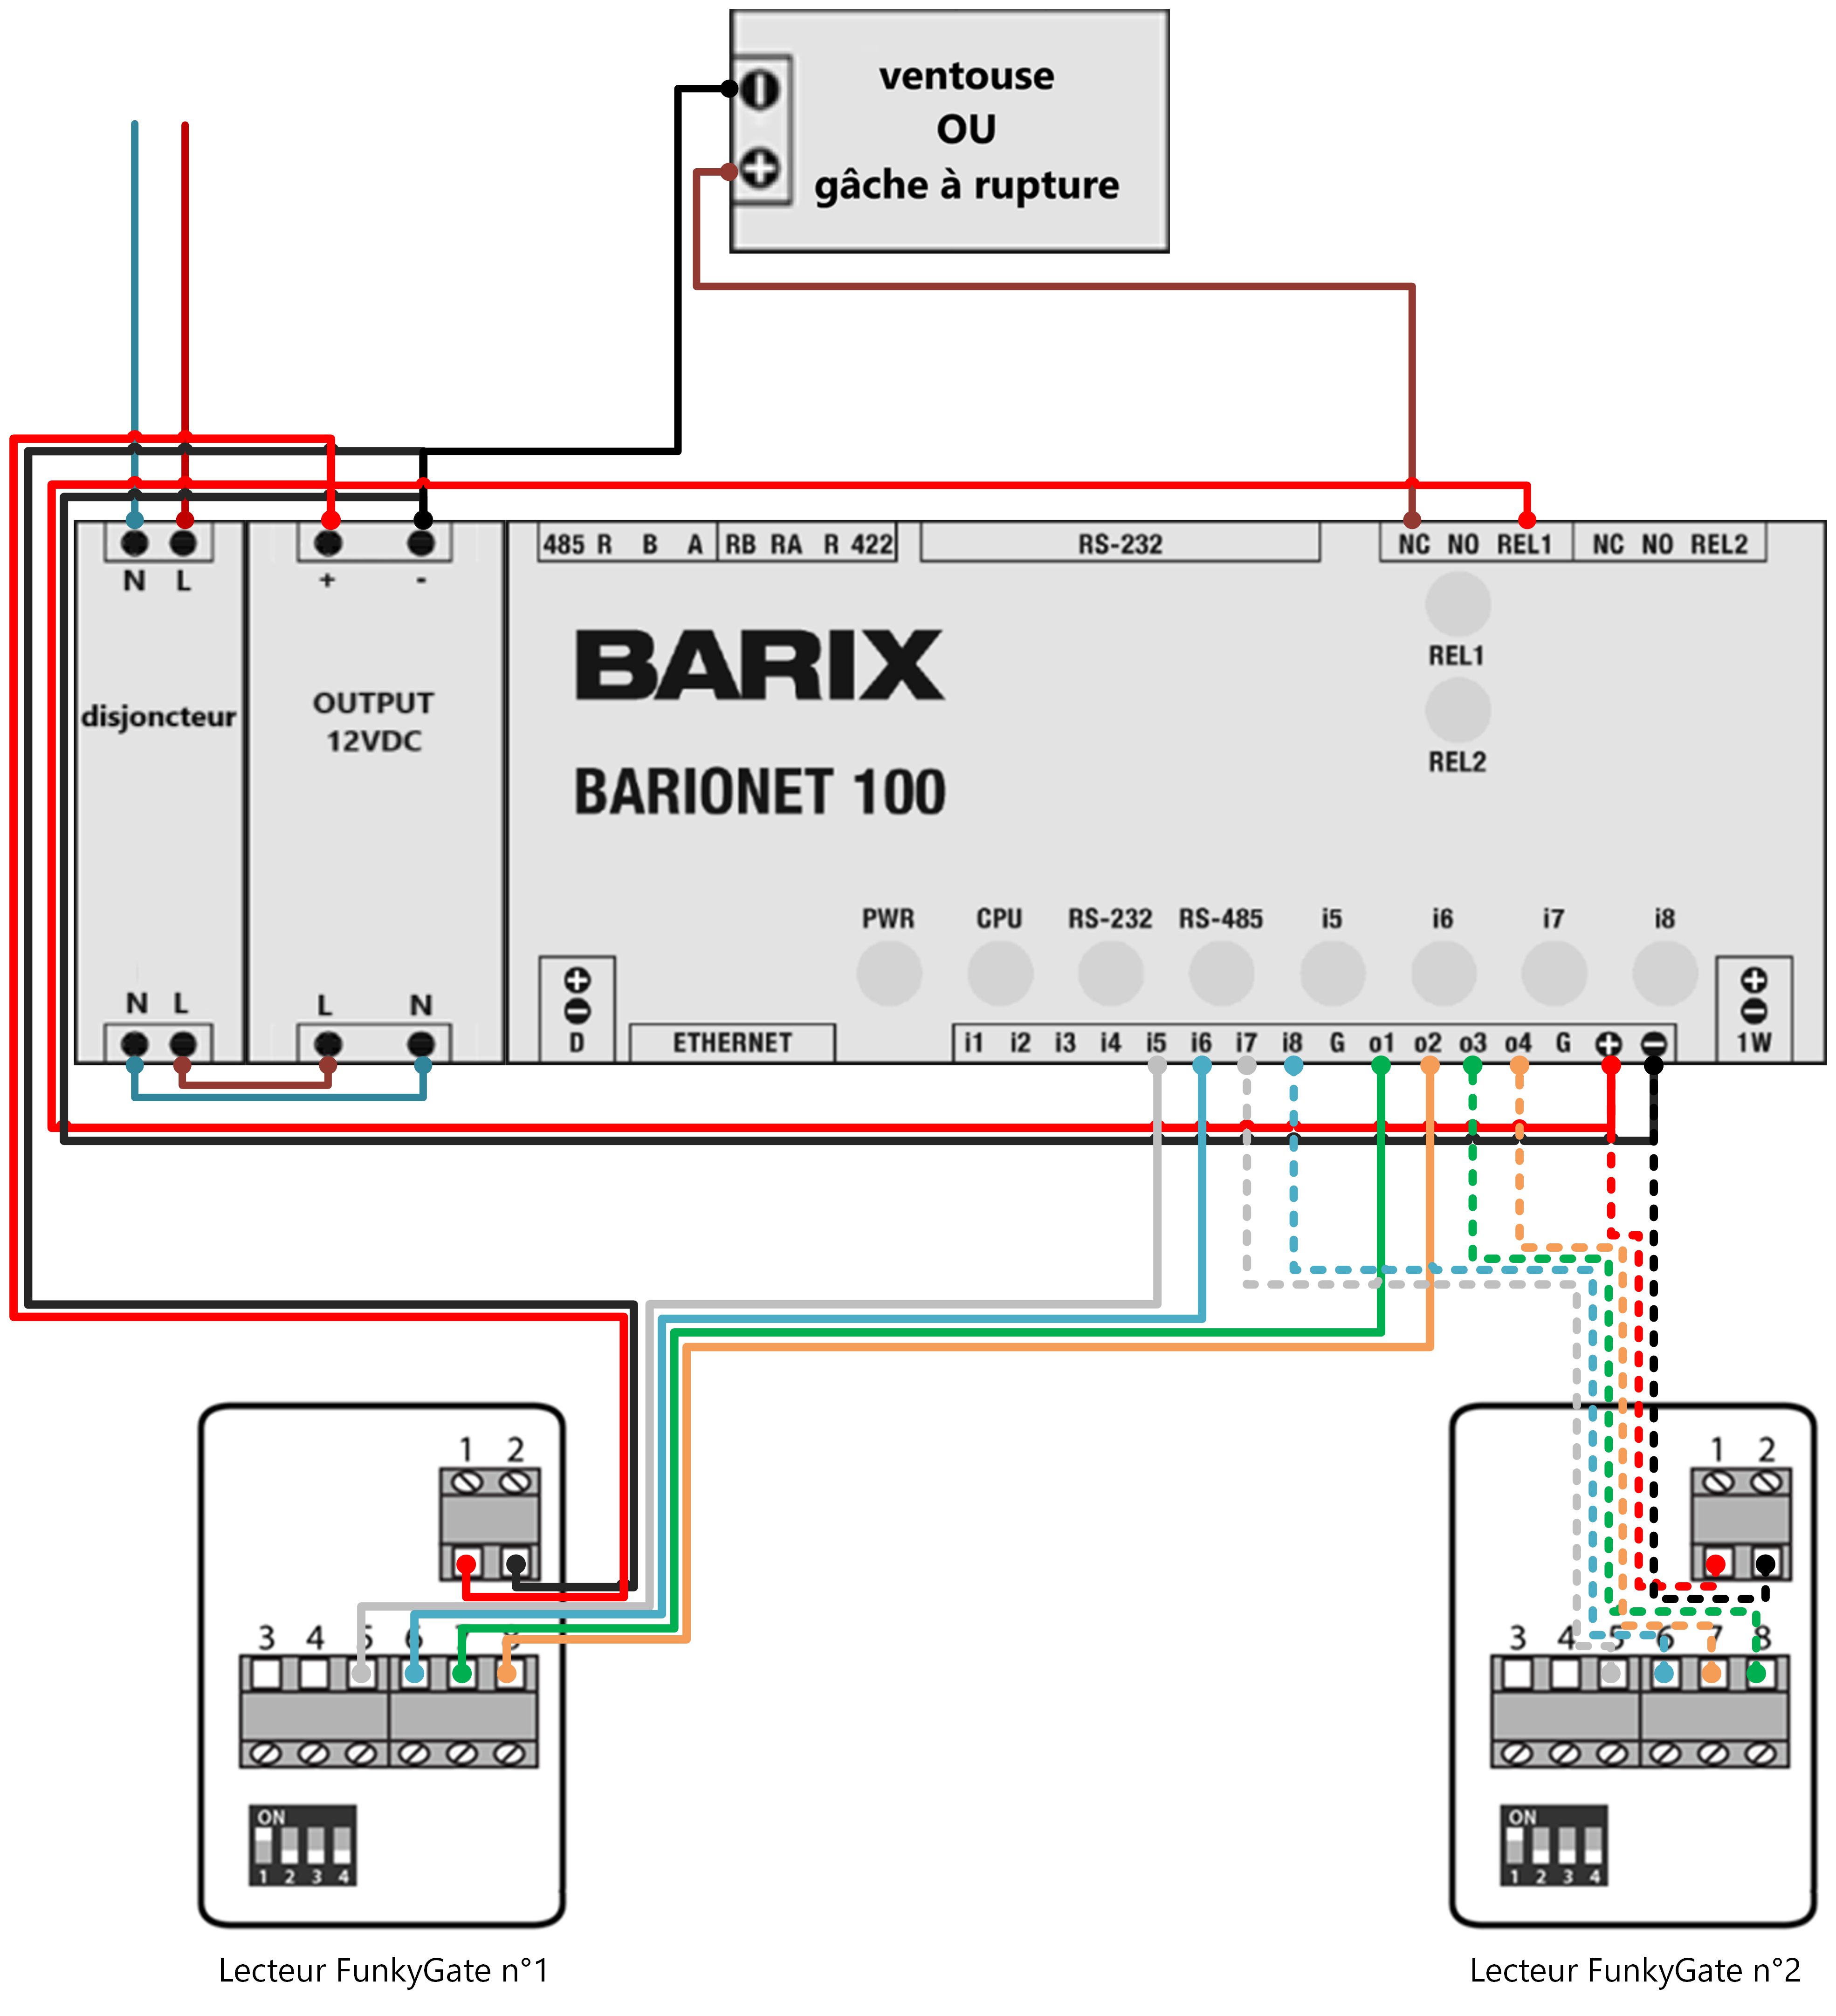 ventouse
OU
gâche à rupture
485 R B A RB RA R 422 RS-232 NC NO REL1 NC NO REL2
N L + -
REL1
REL2
disjoncteur
OUTPUT
12VDC
BARIX
BARIONET 100
PWR CPU RS-232 RS-485 i5 i6 i7 i8
N L L N
D ETHERNET i1 i2 i3 i4 i5 i6 i7 i8 G o1 o2 o3 o4 G + - 1W
1 2
3 4 5 6 7 8
ON
1 2 3 4
Lecteur FunkyGate n°1
1 2
3 4 5 6 7 8
ON
1 2 3 4
Lecteur FunkyGate n°2